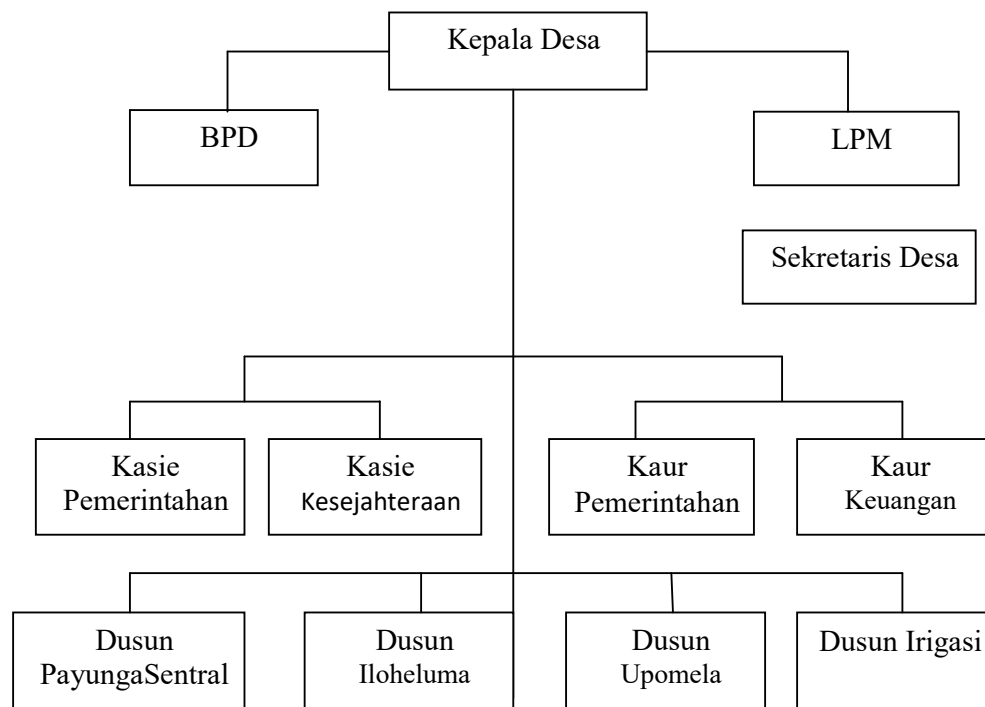 Kepala Desa
BPD
LPM
Sekretaris Desa
Kasie
Pemerintahan
Kasie
Kesejahteraan
Kaur
Pemerintahan
Kaur
Keuangan
Dusun
PayungaSentral
Dusun
Iloheluma
Dusun
Upomela
Dusun Irigasi